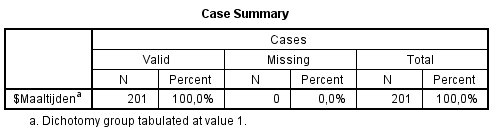 Case Summary
Cases
Valid Missing Total
N Percent N Percent N Percent
$Maaltijdenᵃ 201 100,0% 0 0,0% 201 100,0%
a. Dichotomy group tabulated at value 1.